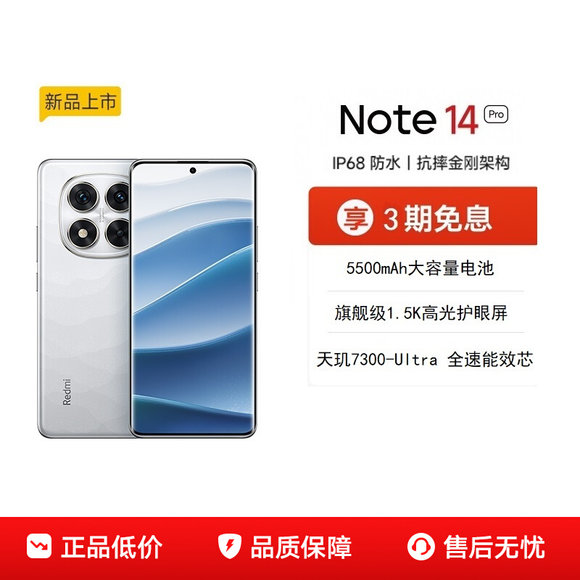 新品上市
Note 14 Pro
IP68 防水丨抗摔金刚架构
享 3期免息
5500mAh大容量电池
旗舰级1.5K高光护眼屏
天玑7300-Ultra 全速能效芯
Redmi
正品低价 品质保障 售后无忧